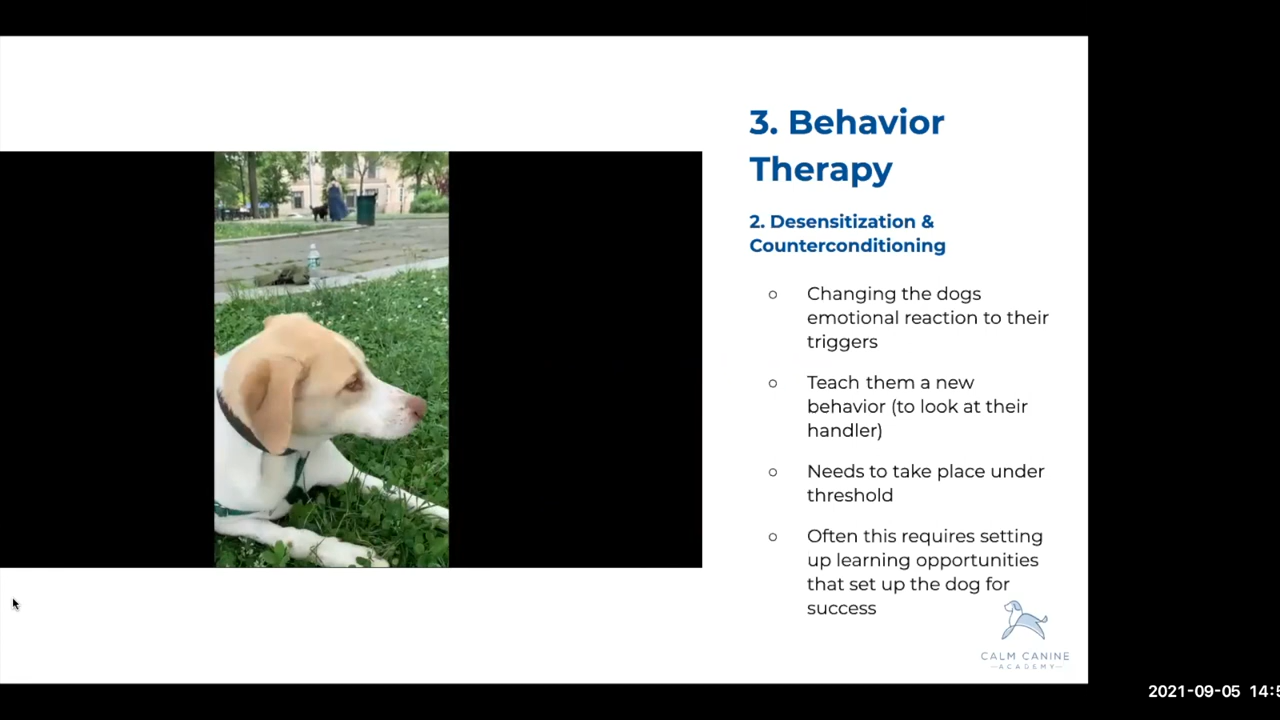 3. Behavior
Therapy
2. Desensitization &
Counterconditioning
○ Changing the dogs
emotional reaction to their
triggers
○ Teach them a new
behavior (to look at their
handler)
○ Needs to take place under
threshold
○ Often this requires setting
up learning opportunities
that set up the dog for
success
CALM CANINE
ACADEMY
2021-09-05 14:5